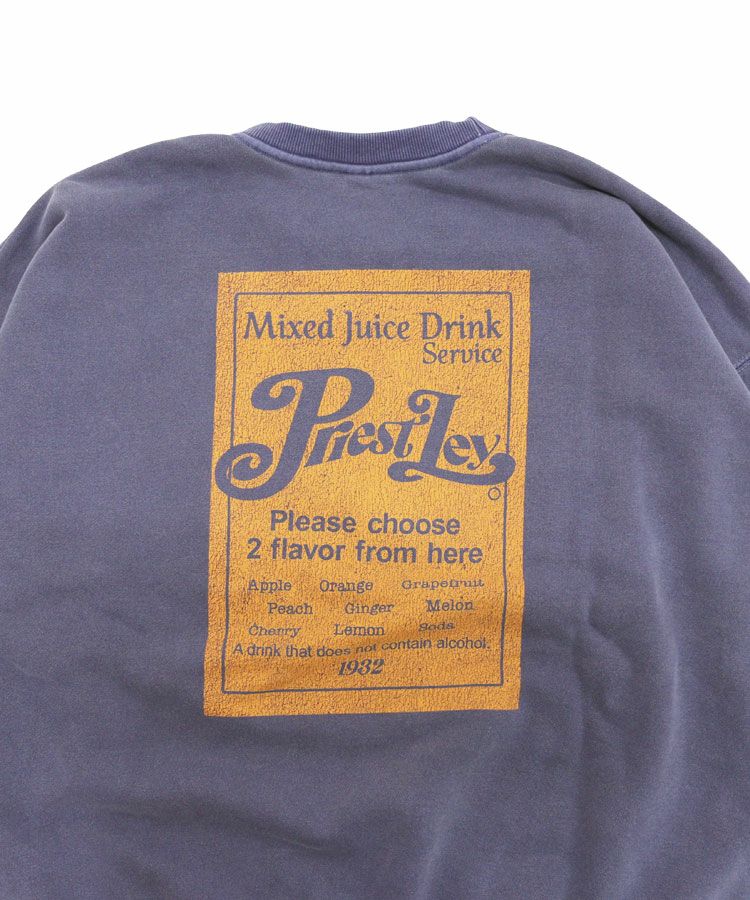 Mixed Juice Drink
Service
PriestLey
Please choose
2 flavor from here
Apple Orange Grapefruit
Peach Ginger Melon
Cherry Lemon Soda
A drink that does not contain alcohol.
1932